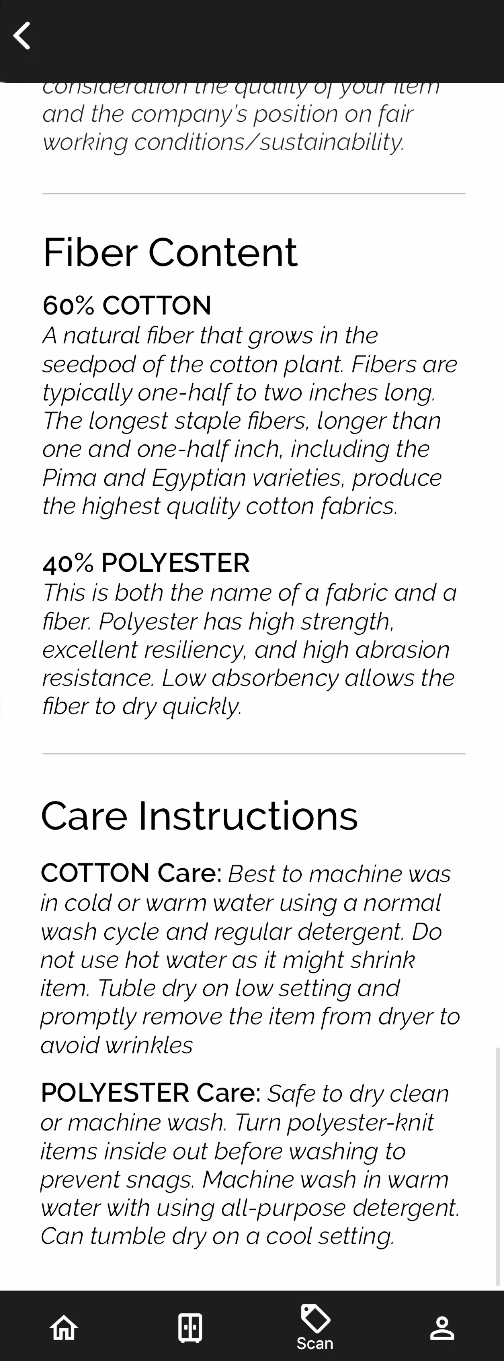 consideration the quality of your item
and the company's position on fair
working conditions/sustainability.
Fiber Content
60% COTTON
A natural fiber that grows in the
seedpod of the cotton plant. Fibers are
typically one-half to two inches long.
The longest staple fibers, longer than
one and one-half inch, including the
Pima and Egyptian varieties, produce
the highest quality cotton fabrics.
40% POLYESTER
This is both the name of a fabric and a
fiber. Polyester has high strength,
excellent resiliency, and high abrasion
resistance. Low absorbency allows the
fiber to dry quickly.
Care Instructions
COTTON Care: Best to machine was
in cold or warm water using a normal
wash cycle and regular detergent. Do
not use hot water as it might shrink
item. Tuble dry on low setting and
promptly remove the item from dryer to
avoid wrinkles
POLYESTER Care: Safe to dry clean
or machine wash. Turn polyester-knit
items inside out before washing to
prevent snags. Machine wash in warm
water with using all-purpose detergent.
Can tumble dry on a cool setting.
Scan